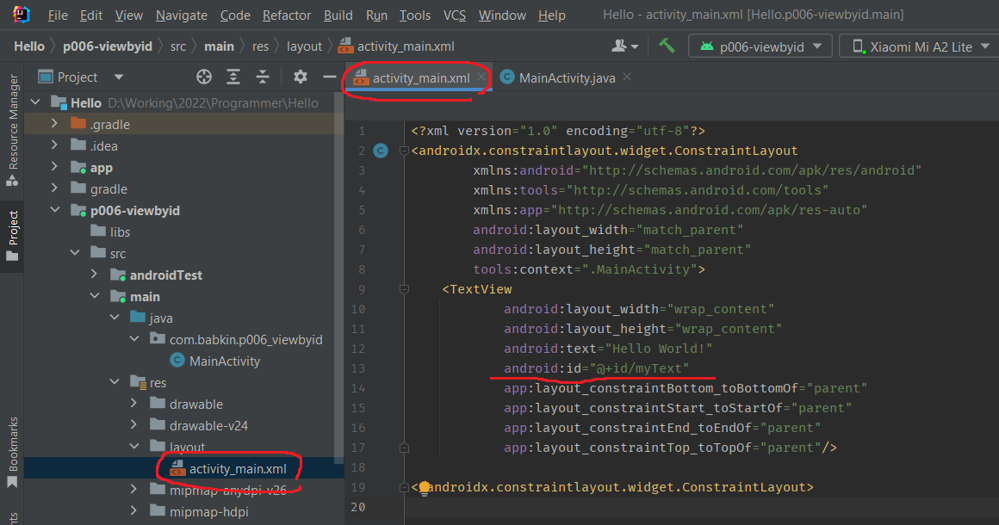 File Edit View Navigate Code Refactor Build Run Tools VCS Window Help Hello - activity_main.xml [Hello.p006-viewbyid.main]
Hello p006-viewbyid src main res layout activity_main.xml p006-viewbyid Xiaomi Mi A2 Lite
Project activity_main.xml MainActivity.java
Resource Manager
Project
Bookmarks
Hello D:\Working\2022\Programmer\Hello
.gradle
.idea
app
gradle
p006-viewbyid
libs
src
androidTest
main
java
com.babkin.p006_viewbyid
MainActivity
res
drawable
drawable-v24
layout
activity_main.xml
mipmap-anydpi-v26
mipmap-hdpi
1 <?xml version="1.0" encoding="utf-8"?>
2 <androidx.constraintlayout.widget.ConstraintLayout
3 xmlns:android="http://schemas.android.com/apk/res/android"
4 xmlns:tools="http://schemas.android.com/tools"
5 xmlns:app="http://schemas.android.com/apk/res-auto"
6 android:layout_width="match_parent"
7 android:layout_height="match_parent"
8 tools:context=".MainActivity">
9 <TextView
10 android:layout_width="wrap_content"
11 android:layout_height="wrap_content"
12 android:text="Hello World!"
13 android:id="@+id/myText"
14 app:layout_constraintBottom_toBottomOf="parent"
15 app:layout_constraintStart_toStartOf="parent"
16 app:layout_constraintEnd_toEndOf="parent"
17 app:layout_constraintTop_toTopOf="parent"/>
18
19 </androidx.constraintlayout.widget.ConstraintLayout>
20